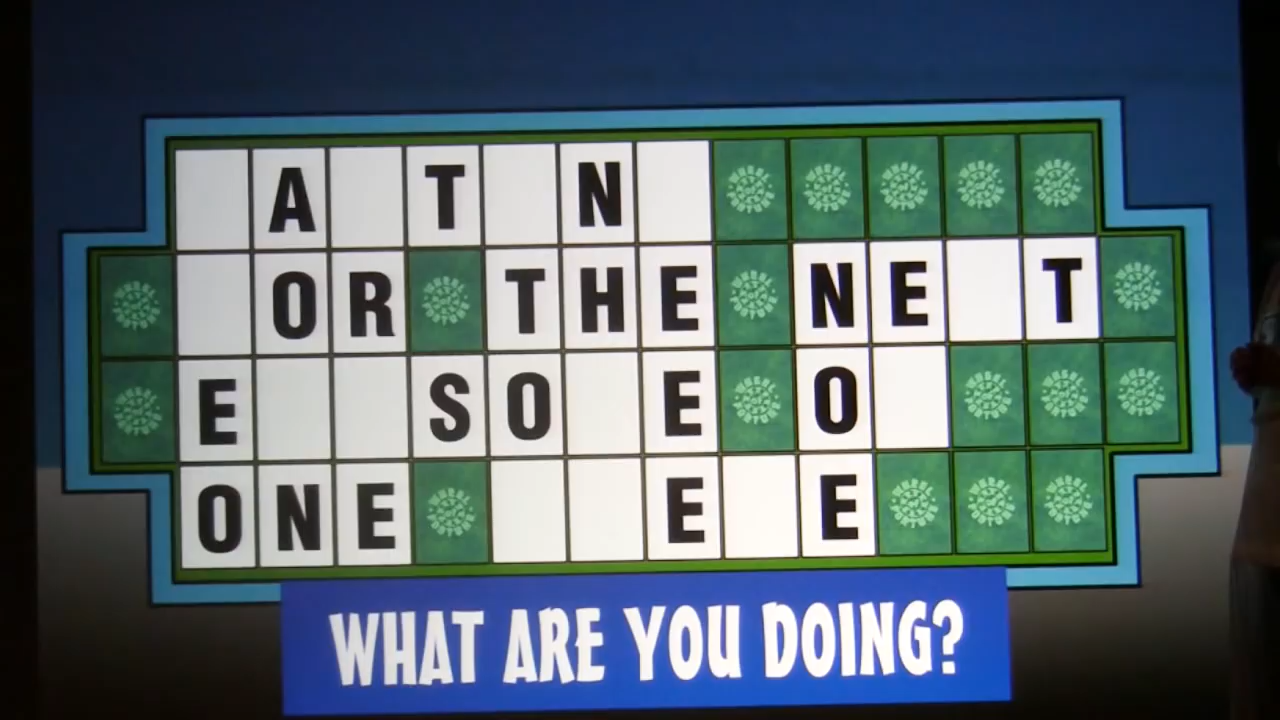 A T N
OR THE NE T
E SO E O
ONE E E
WHAT ARE YOU DOING?